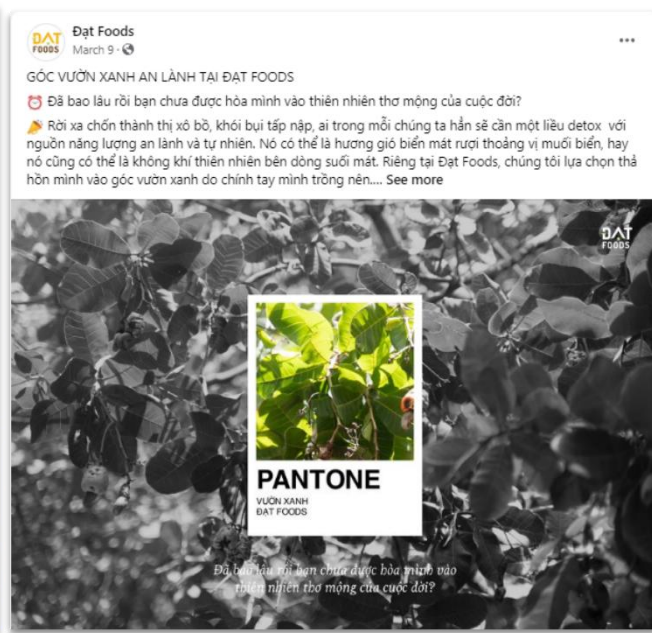 Đạt Foods
March 9
GÓC VƯỜN XANH AN LÀNH TẠI ĐẠT FOODS
⏰ Đã bao lâu rồi bạn chưa được hòa mình vào thiên nhiên thơ mộng của cuộc đời?
🎉 Rời xa chốn thành thị xô bồ, khói bụi tấp nập, ai trong mỗi chúng ta hẳn sẽ cần một liều detox với
nguồn năng lượng an lành và tự nhiên. Nó có thể là hương gió biển mát rượi thoảng vị muối biển, hay
nó cũng có thể là không khí thiên nhiên bên dòng suối mát. Riêng tại Đạt Foods, chúng tôi lựa chọn thả
hồn mình vào góc vườn xanh do chính tay mình trồng nên.... See more
ĐẠT
FOODS
PANTONE
VƯỜN XANH
ĐẠT FOODS
Đã bao lâu rồi bạn chưa được hòa mình vào
thiên nhiên thơ mộng của cuộc đời?